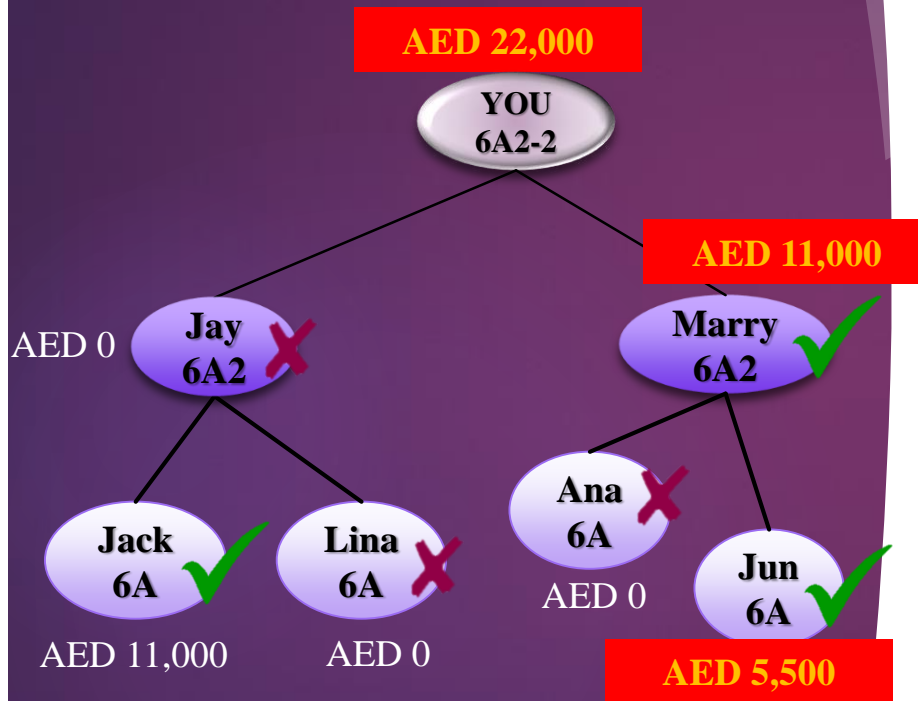 AED 22,000
YOU
6A2-2
AED 11,000
AED 0
Jay
6A2
Marry
6A2
Jack
6A
AED 11,000
Lina
6A
AED 0
Ana
6A
AED 0
Jun
6A
AED 5,500